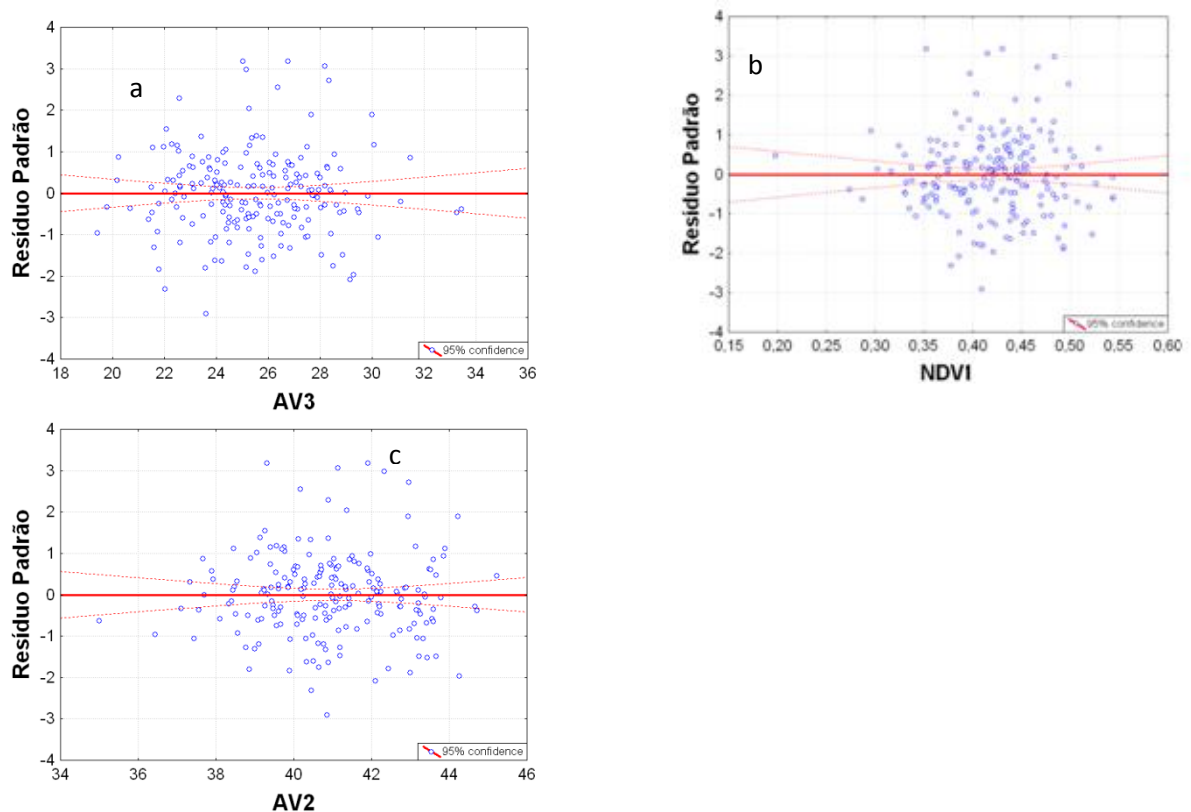 4
3
2
1
0
-1
-2
-3
-4
Resíduo Padrão
a
95% confidence
18 20 22 24 26 28 30 32 34 36
AV3
4
3
2
1
0
-1
-2
-3
-4
Resíduo Padrão
b
95% confidence
0,15 0,20 0,25 0,30 0,35 0,40 0,45 0,50 0,55 0,60
NDVI
4
3
2
1
0
-1
-2
-3
-4
Resíduo Padrão
c
95% confidence
34 36 38 40 42 44 46
AV2